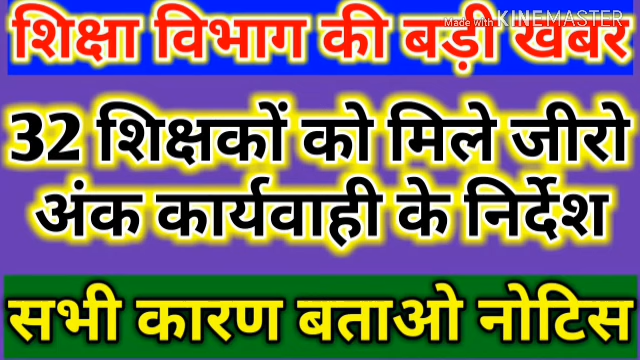 Made with KINEMASTER
शिक्षा विभाग की बड़ी खबर
32 शिक्षकों को मिले जीरो
अंक कार्यवाही के निर्देश
सभी कारण बताओ नोटिस